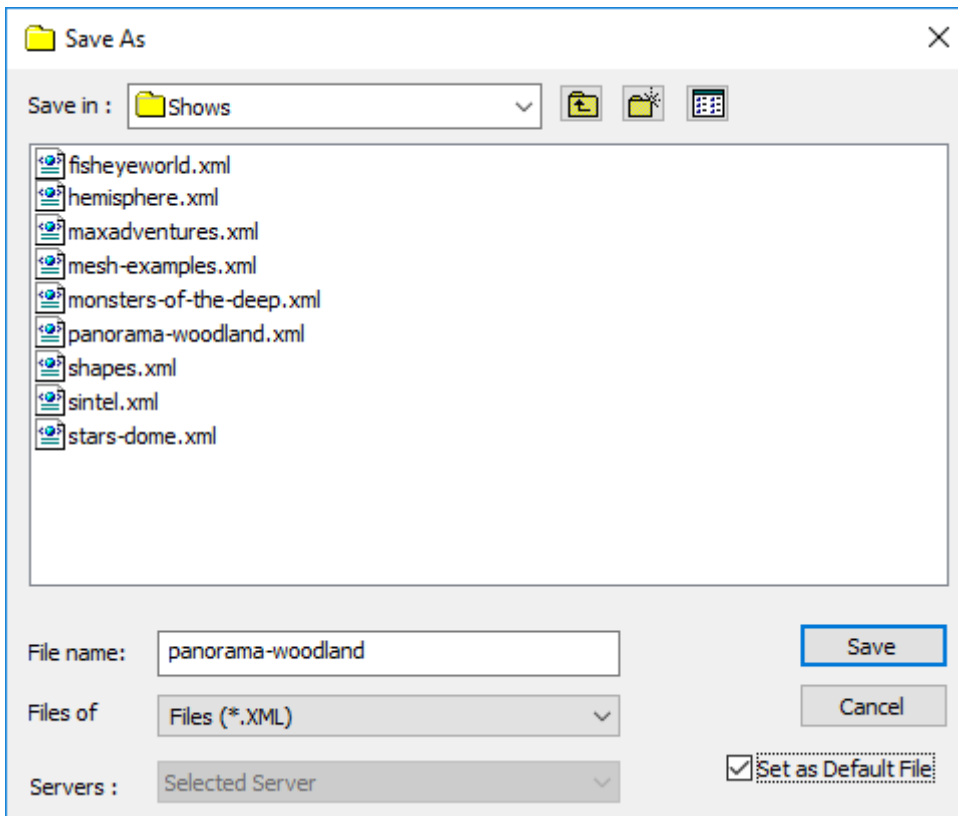 Save As
Save in : Shows
fisheyeworld.xml
hemisphere.xml
maxadventures.xml
mesh-examples.xml
monsters-of-the-deep.xml
panorama-woodland.xml
shapes.xml
sintel.xml
stars-dome.xml
File name: panorama-woodland Save
Files of Files (*.XML) Cancel
Servers : Selected Server Set as Default File